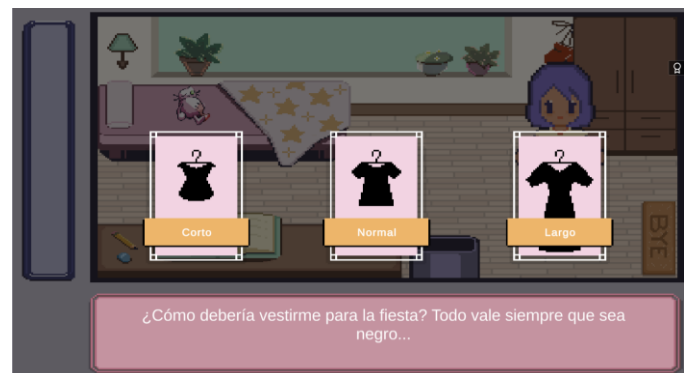 Corto
Normal
Largo
BYE
¿Cómo debería vestirme para la fiesta? Todo vale siempre que sea
negro...